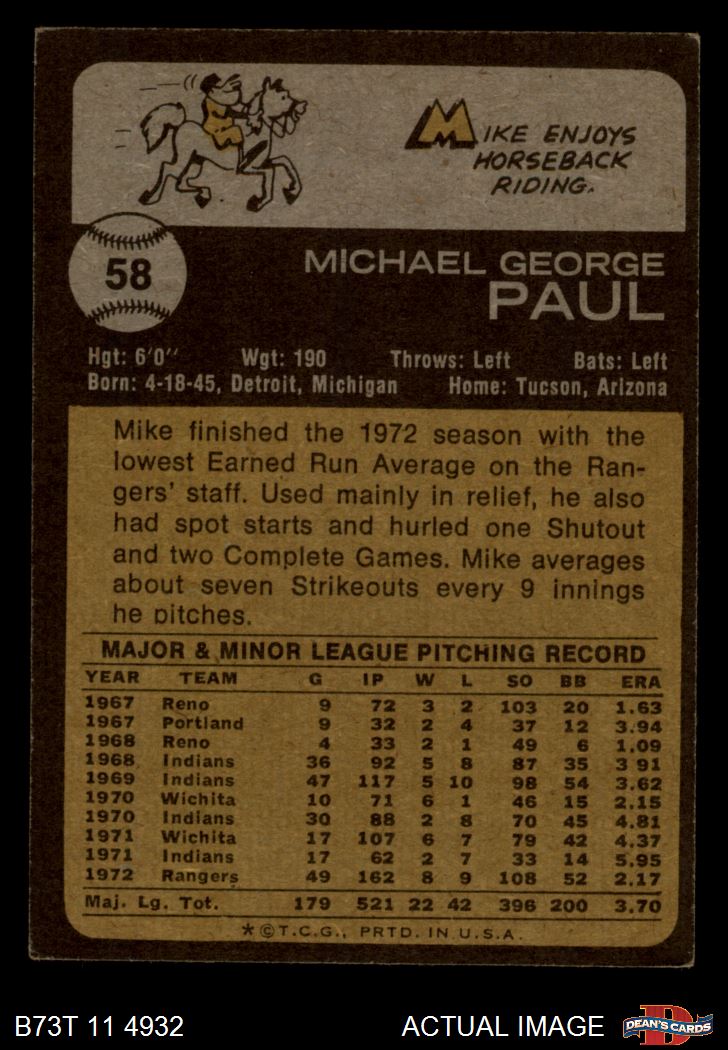 MIKE ENJOYS
HORSEBACK
RIDING.
58
MICHAEL GEORGE
PAUL
Hgt: 6'0" Wgt: 190 Throws: Left Bats: Left
Born: 4-18-45, Detroit, Michigan Home: Tucson, Arizona
Mike finished the 1972 season with the
lowest Earned Run Average on the Ran-
gers' staff. Used mainly in relief, he also
had spot starts and hurled one Shutout
and two Complete Games. Mike averages
about seven Strikeouts every 9 innings
he pitches.
MAJOR & MINOR LEAGUE PITCHING RECORD
YEAR TEAM G IP W L SO BB ERA
1967 Reno 9 72 3 2 103 20 1.63
1967 Portland 9 32 2 4 37 12 3.94
1968 Reno 4 33 2 1 49 6 1.09
1968 Indians 36 92 5 8 87 35 3 91
1969 Indians 47 117 5 10 98 54 3.62
1970 Wichita 10 71 6 1 46 15 2.15
1970 Indians 30 88 2 8 70 45 4.81
1971 Wichita 17 107 6 7 79 42 4.37
1971 Indians 17 62 2 7 33 14 5.95
1972 Rangers 49 162 8 9 108 52 2.17
Maj. Lg. Tot. 179 521 22 42 396 200 3.70
*©T.C.G., PRTD. IN U.S.A.
B73T 11 4932 ACTUAL IMAGE D DEAN'S CARDS